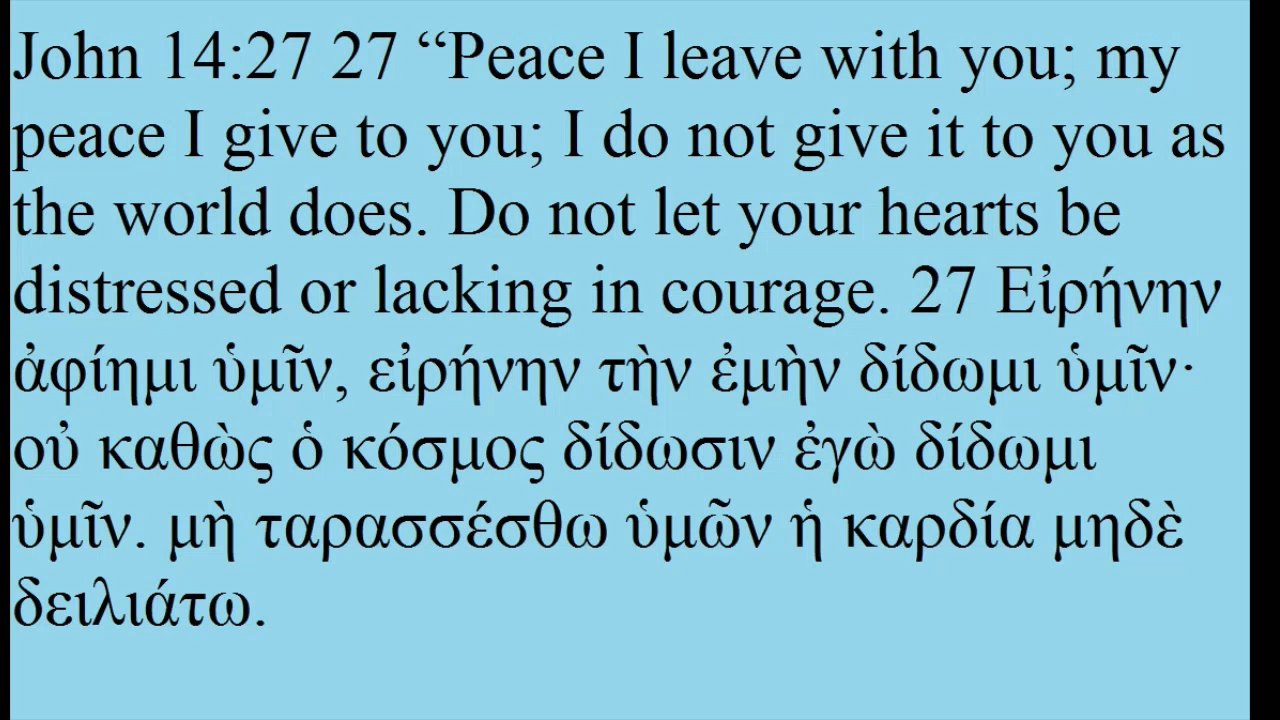 John 14:27 27 “Peace I leave with you; my
peace I give to you; I do not give it to you as
the world does. Do not let your hearts be
distressed or lacking in courage. 27 Εἰρήνην
ἀφίημι ὑμῖν, εἰρήνην τὴν ἐμὴν δίδωμι ὑμῖν·
οὐ καθὼς ὁ κόσμος δίδωσιν ἐγὼ δίδωμι
ὑμῖν. μὴ ταρασσέσθω ὑμῶν ἡ καρδία μηδὲ
δειλιάτω.